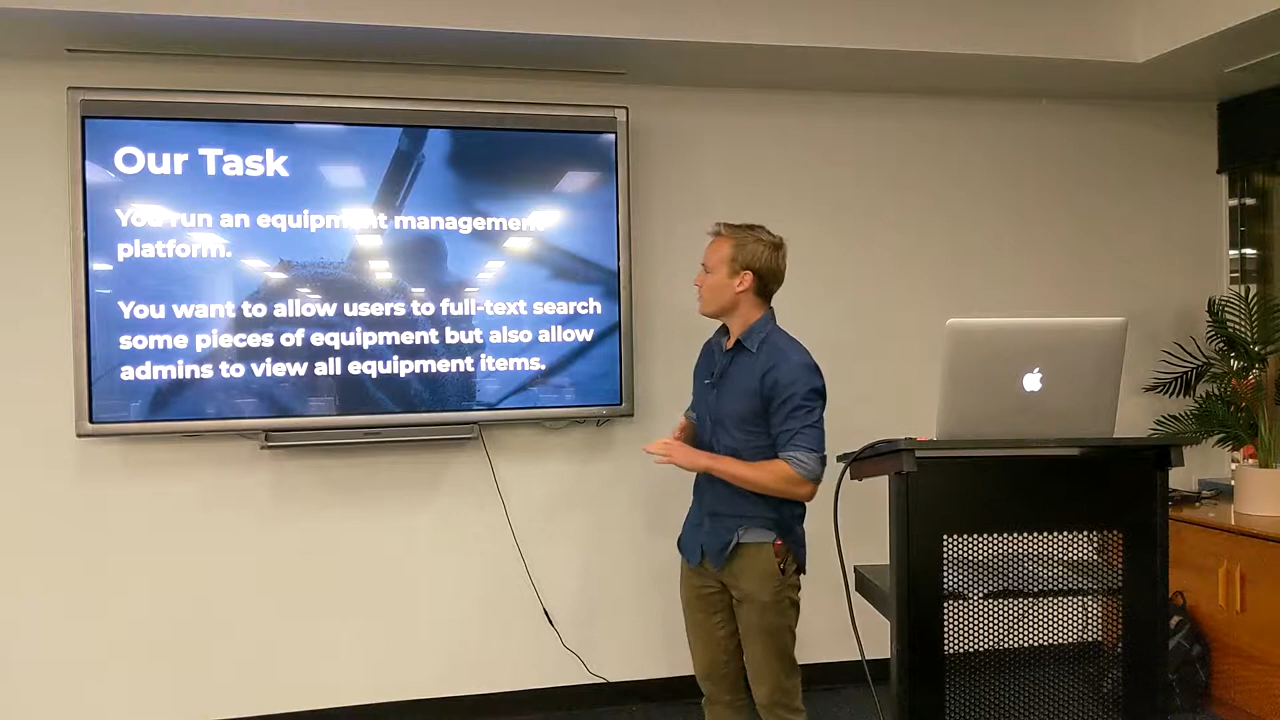 Our Task
You run an equipment management
platform.
You want to allow users to full-text search
some pieces of equipment but also allow
admins to view all equipment items.